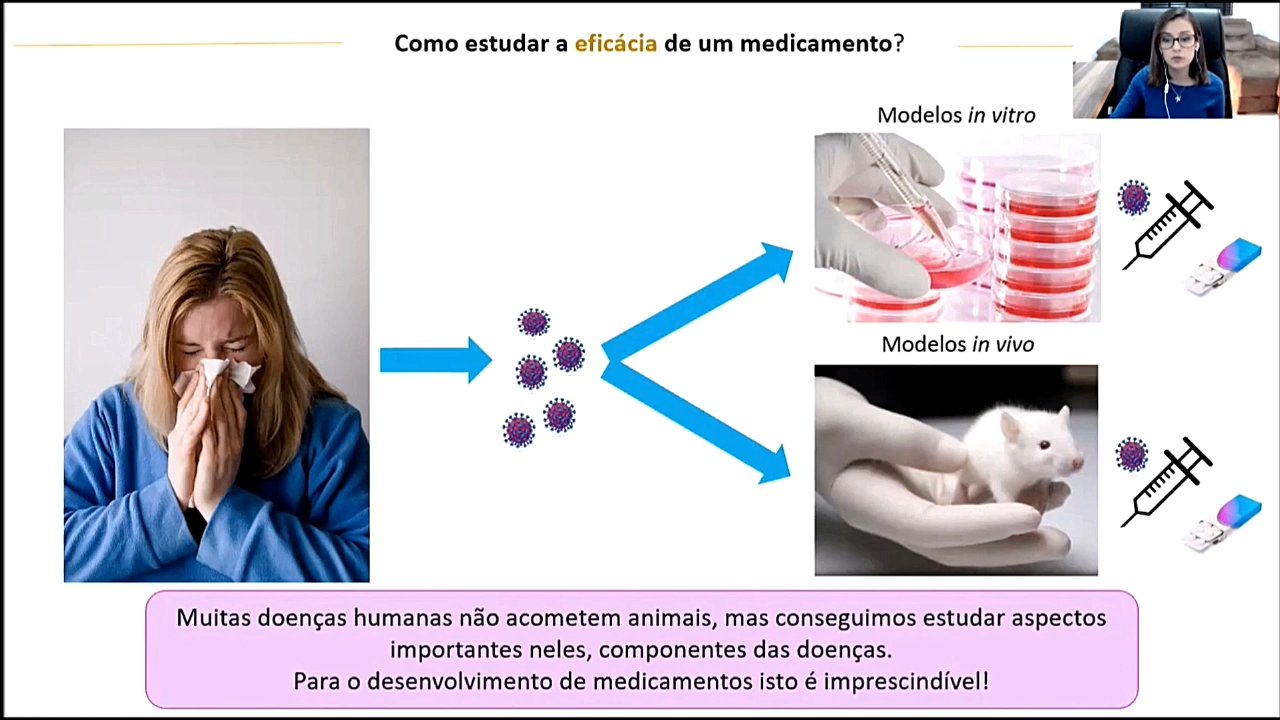 Como estudar a eficácia de um medicamento?
Modelos in vitro
Modelos in vivo
Muitas doenças humanas não acometem animais, mas conseguimos estudar aspectos
importantes neles, componentes das doenças.
Para o desenvolvimento de medicamentos isto é imprescindível!